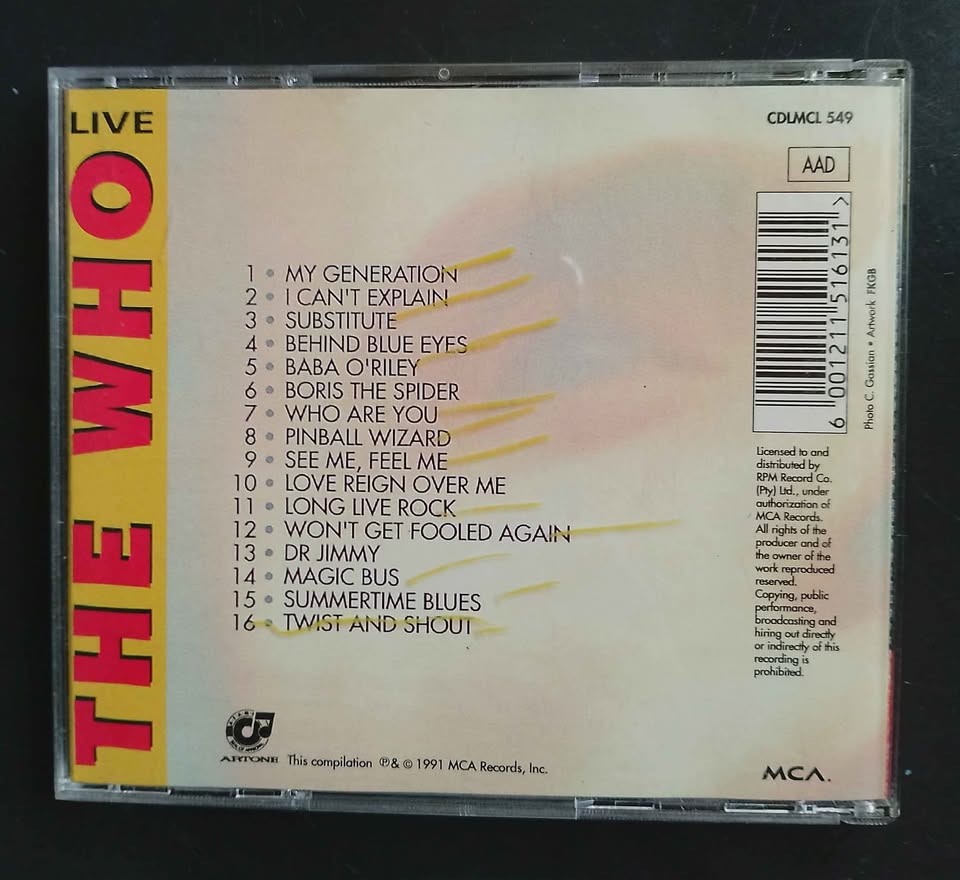 LIVE
THE WHO
CDLMCL 549
AAD
1 • MY GENERATION
2 • I CAN'T EXPLAIN
3 • SUBSTITUTE
4 • BEHIND BLUE EYES
5 • BABA O'RILEY
6 • BORIS THE SPIDER
7 • WHO ARE YOU
8 • PINBALL WIZARD
9 • SEE ME, FEEL ME
10 • LOVE REIGN OVER ME
11 • LONG LIVE ROCK
12 • WON'T GET FOOLED AGAIN
13 • DR JIMMY
14 • MAGIC BUS
15 • SUMMERTIME BLUES
16 • TWIST AND SHOUT
6 001211 516131 >
Photo C. Gassian • Artwork FKGB
Licensed to and
distributed by
RPM Record Co.
(Pty) Ltd., under
authorization of
MCA Records.
All rights of the
producer and of
the owner of the
work reproduced
reserved.
Copying, public
performance,
broadcasting and
hiring out directly
or indirectly of this
recording is
prohibited.
ARTONE
This compilation ℗ & © 1991 MCA Records, Inc.
MCA.